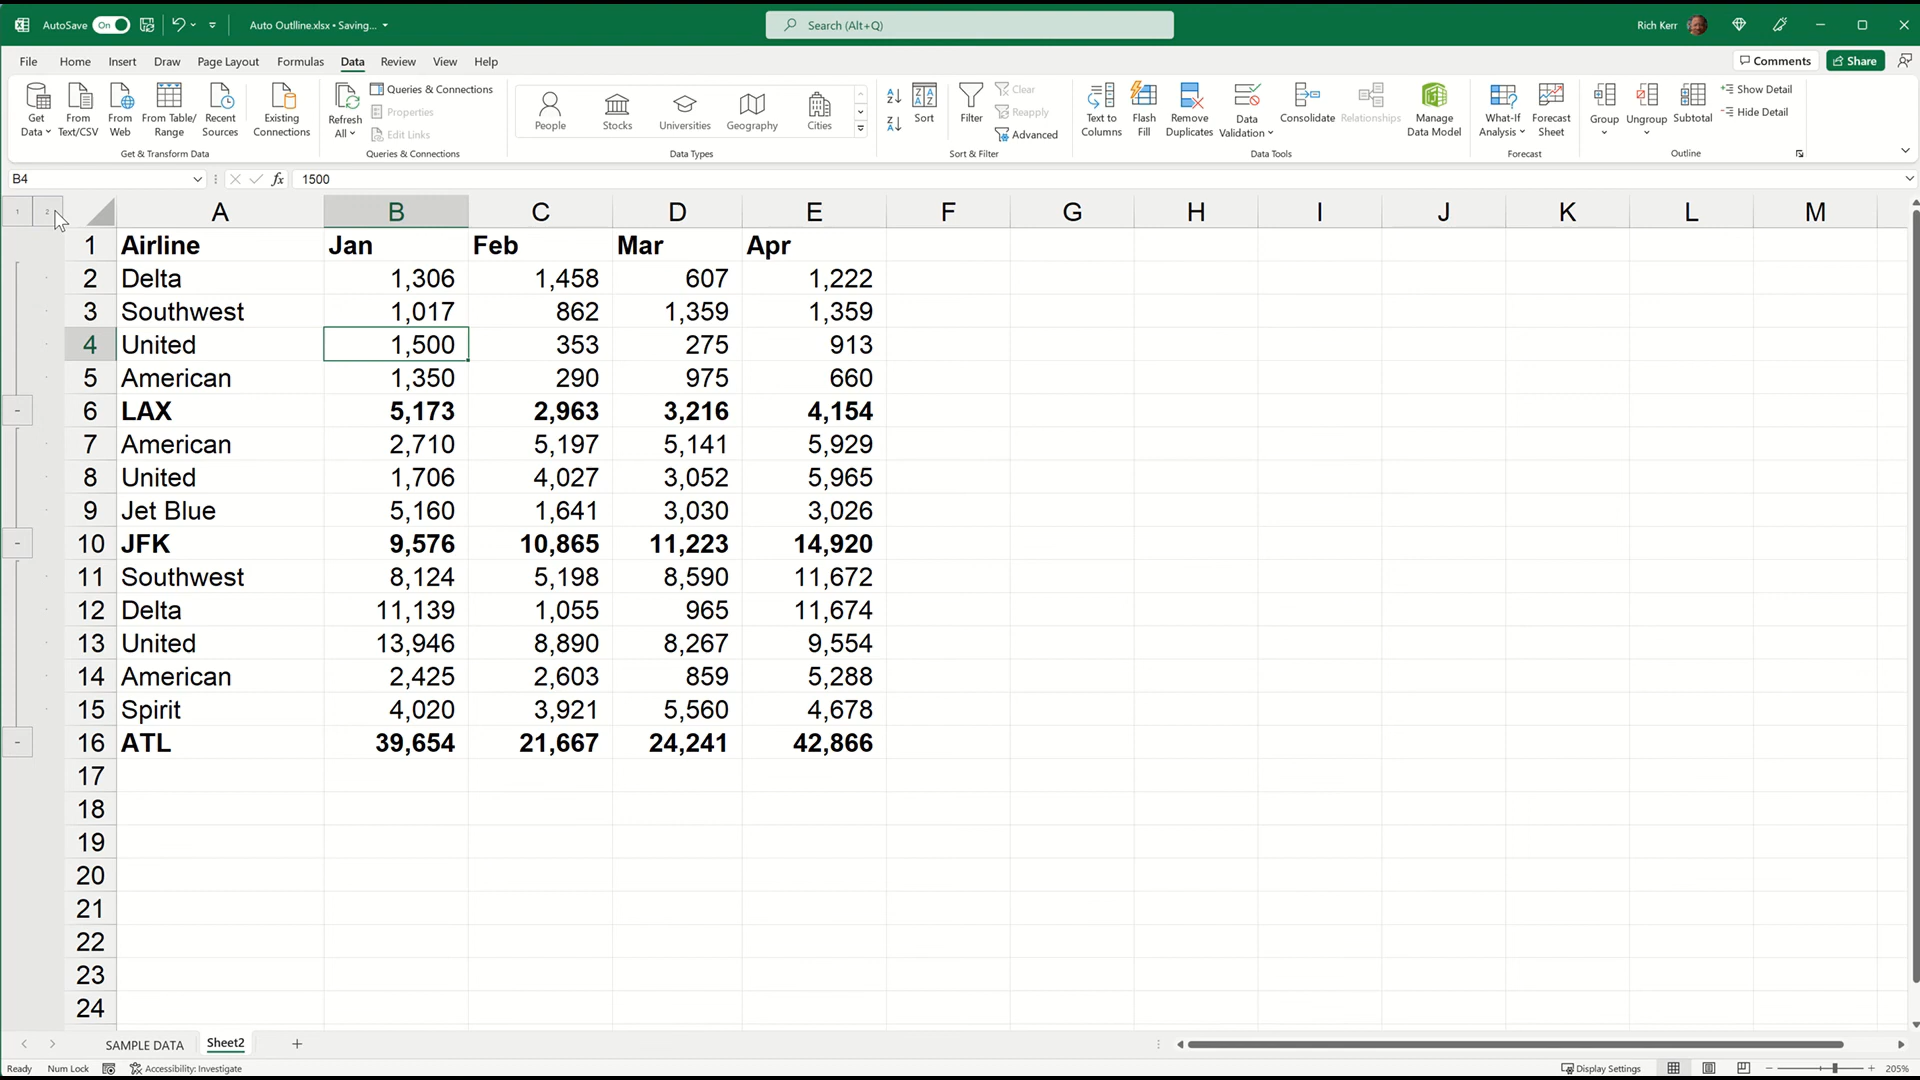 AutoSave On Auto Outlline.xlsx • Saving... Search (Alt+Q) Rich Kerr
File Home Insert Draw Page Layout Formulas Data Review View Help Comments Share
Get Data From Text/CSV From Web From Table/ Range Recent Sources Existing Connections Refresh All Queries & Connections Properties Edit Links People Stocks Universities Geography Cities Sort Filter Clear Reapply Advanced Text to Columns Flash Fill Remove Duplicates Data Validation Consolidate Relationships Manage Data Model What-If Analysis Forecast Sheet Group Ungroup Subtotal Show Detail Hide Detail
Get & Transform Data Queries & Connections Data Types Sort & Filter Data Tools Forecast Outline
B4 fx 1500
1 2 A B C D E F G H I J K L M
1 Airline Jan Feb Mar Apr
2 Delta 1,306 1,458 607 1,222
3 Southwest 1,017 862 1,359 1,359
4 United 1,500 353 275 913
5 American 1,350 290 975 660
6 LAX 5,173 2,963 3,216 4,154
7 American 2,710 5,197 5,141 5,929
8 United 1,706 4,027 3,052 5,965
9 Jet Blue 5,160 1,641 3,030 3,026
10 JFK 9,576 10,865 11,223 14,920
11 Southwest 8,124 5,198 8,590 11,672
12 Delta 11,139 1,055 965 11,674
13 United 13,946 8,890 8,267 9,554
14 American 2,425 2,603 859 5,288
15 Spirit 4,020 3,921 5,560 4,678
16 ATL 39,654 21,667 24,241 42,866
17
18
19
20
21
22
23
24
SAMPLE DATA Sheet2
Ready Num Lock Accessibility: Investigate Display Settings 205%